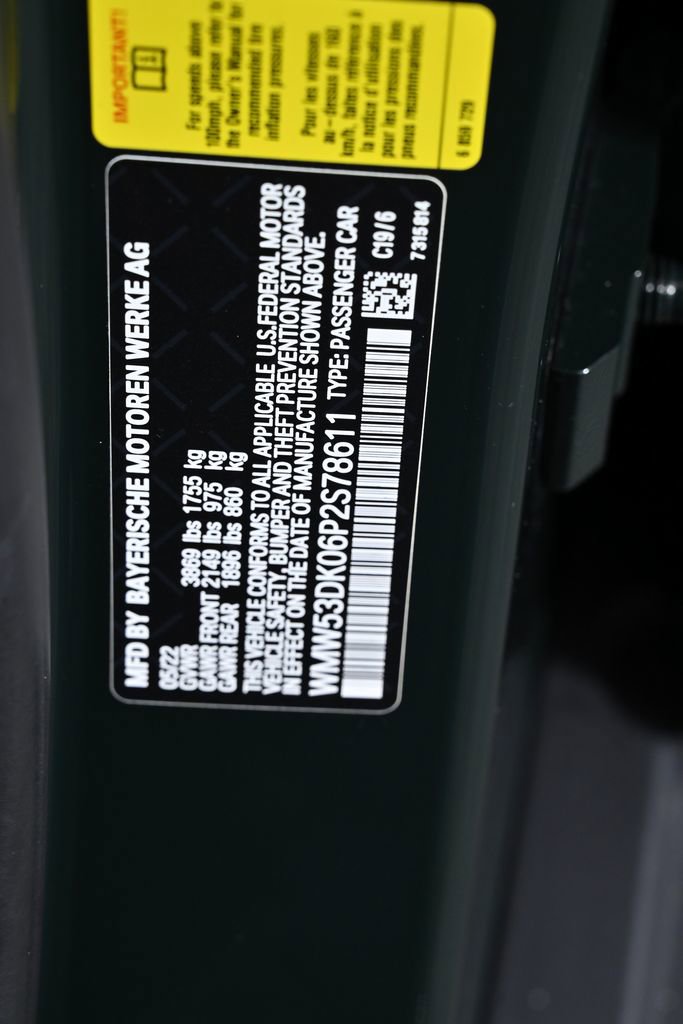 IMPORTANT!
For speeds above
100mph, please refer to
the Owner's Manual for
recommended tire
inflation pressures.
Pour les vitesses
au-dessus de 160
km/h, faites référence à
la notice d'utilisation
pour les pressions des
pneus recommandées.
6 859 729
MFD BY BAYERISCHE MOTOREN WERKE AG
05/22
GVWR 3869 lbs 1755 kg
GAWR FRONT 2149 lbs 975 kg
GAWR REAR 1896 lbs 860 kg
THIS VEHICLE CONFORMS TO ALL APPLICABLE U.S.FEDERAL MOTOR
VEHICLE SAFETY, BUMPER AND THEFT PREVENTION STANDARDS
IN EFFECT ON THE DATE OF MANUFACTURE SHOWN ABOVE.
WMW53DK06P2S78611 TYPE: PASSENGER CAR
C19/6
7 315 814